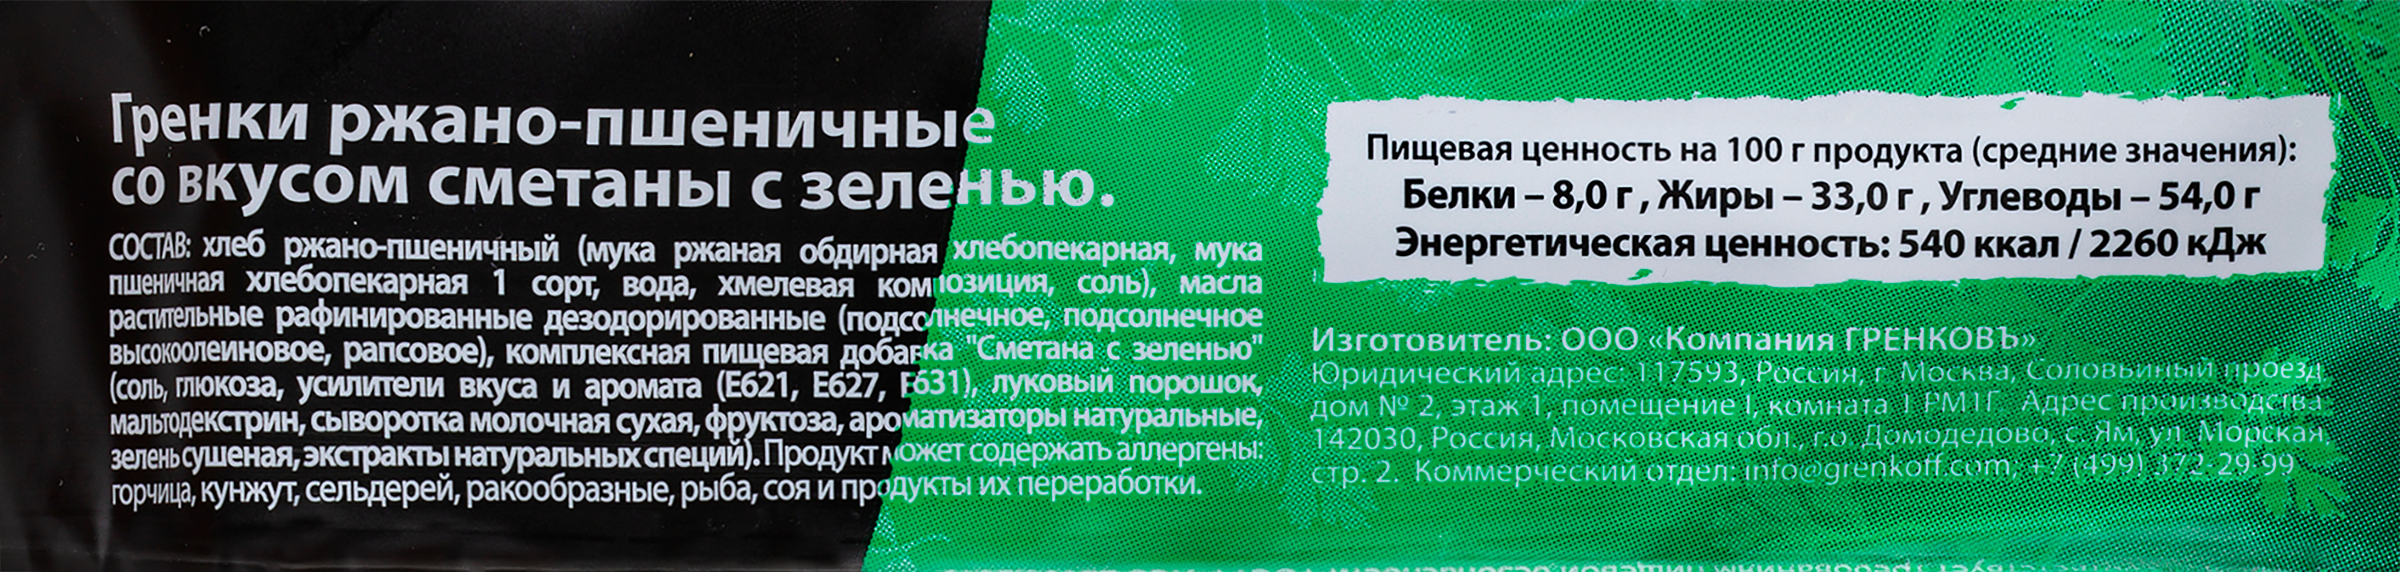 Гренки ржано-пшеничные
со вкусом сметаны с зеленью.
СОСТАВ: хлеб ржано-пшеничный (мука ржаная обдирная хлебопекарная, мука
пшеничная хлебопекарная 1 сорт, вода, хмелевая композиция, соль), масла
растительные рафинированные дезодорированные (подсолнечное, подсолнечное
высокоолеиновое, рапсовое), комплексная пищевая добавка "Сметана с зеленью"
(соль, глюкоза, усилители вкуса и аромата (Е621, Е627, Е631), луковый порошок,
мальтодекстрин, сыворотка молочная сухая, фруктоза, ароматизаторы натуральные,
зелень сушеная, экстракты натуральных специй). Продукт может содержать аллергены:
горчица, кунжут, сельдерей, ракообразные, рыба, соя и продукты их переработки.
Пищевая ценность на 100 г продукта (средние значения):
Белки – 8,0 г , Жиры – 33,0 г , Углеводы – 54,0 г
Энергетическая ценность: 540 ккал / 2260 кДж
Изготовитель: ООО «Компания ГРЕНКОВЪ»
Юридический адрес: 117593, Россия, г. Москва, Соловьиный проезд,
дом № 2, этаж 1, помещение I, комната 1 РМ1Г. Адрес производства:
142030, Россия, Московская обл., г.о. Домодедово, с. Ям, ул. Морская,
стр. 2. Коммерческий отдел: info@grenkoff.com, +7 (499) 372-29-99